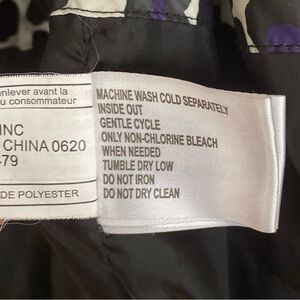 enlever avant la
u consommateur
INC
CHINA 0620
-79
DE POLYESTER
MACHINE WASH COLD SEPARATELY
INSIDE OUT
GENTLE CYCLE
ONLY NON-CHLORINE BLEACH
WHEN NEEDED
TUMBLE DRY LOW
DO NOT IRON
DO NOT DRY CLEAN